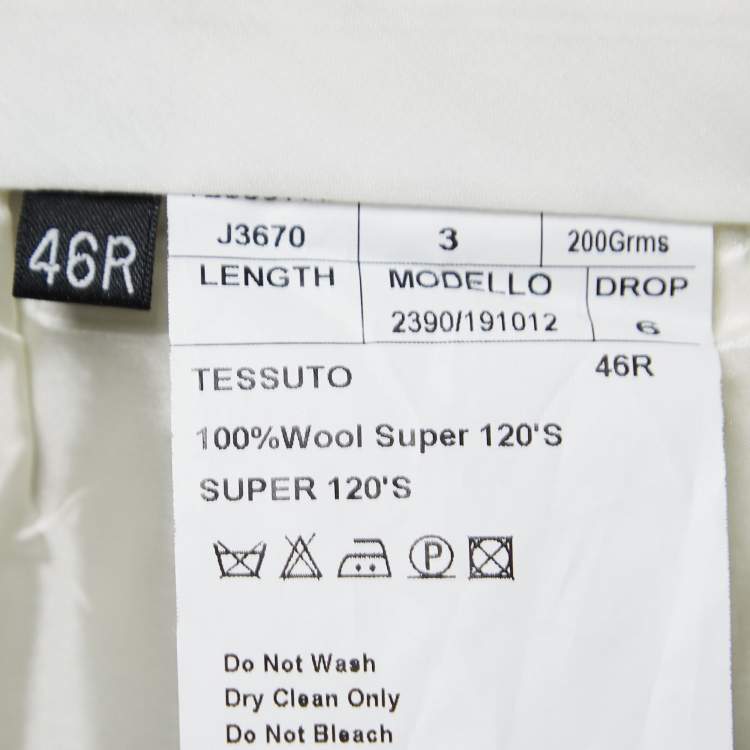 46R
J3670 3 200Grms
LENGTH MODELLO DROP
2390/191012 6
TESSUTO 46R
100%Wool Super 120'S
SUPER 120'S
P
Do Not Wash
Dry Clean Only
Do Not Bleach